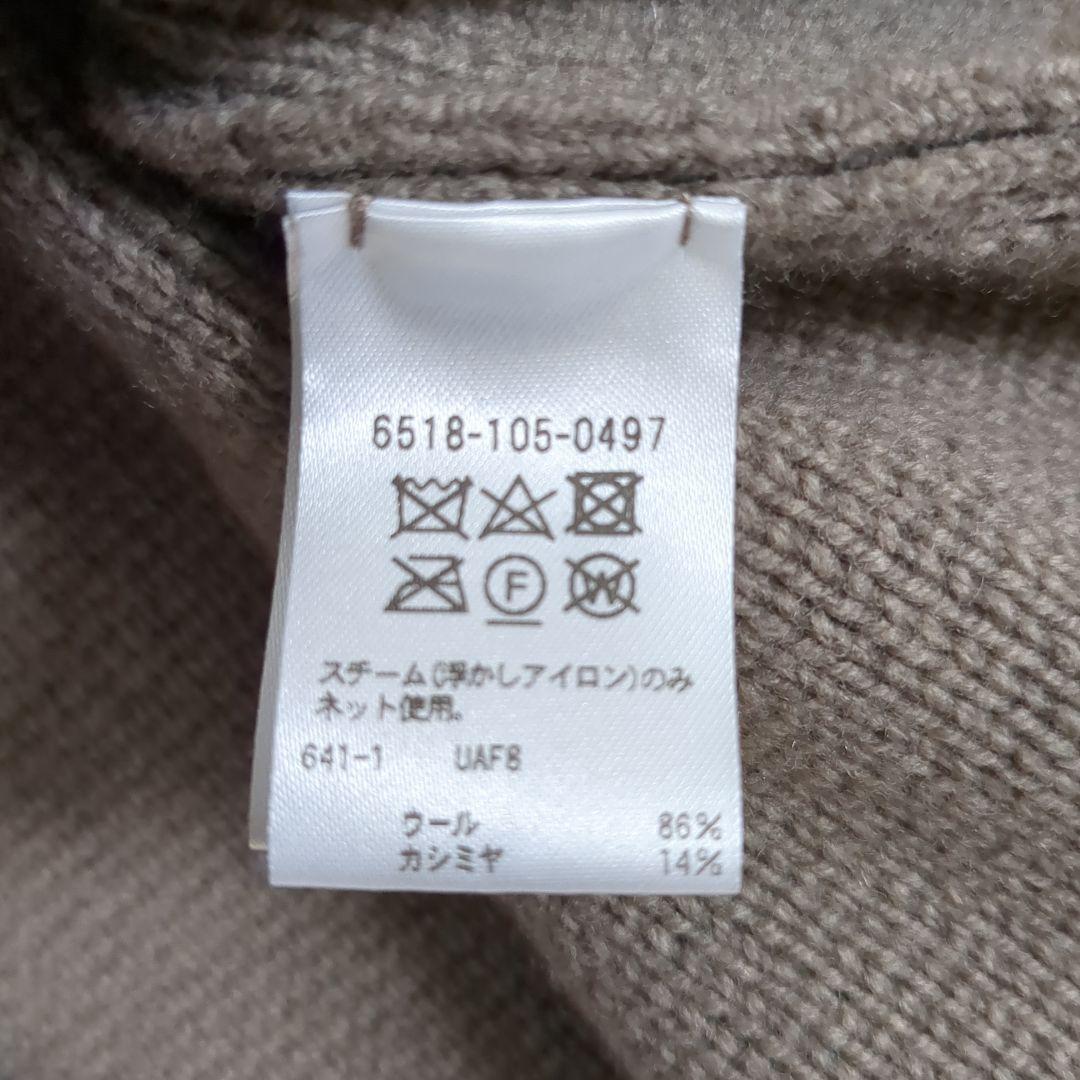 6518-105-0497
F W
スチーム(浮かしアイロン)のみ
ネット使用。
641-1 UAF8
ウール 86%
カシミヤ 14%